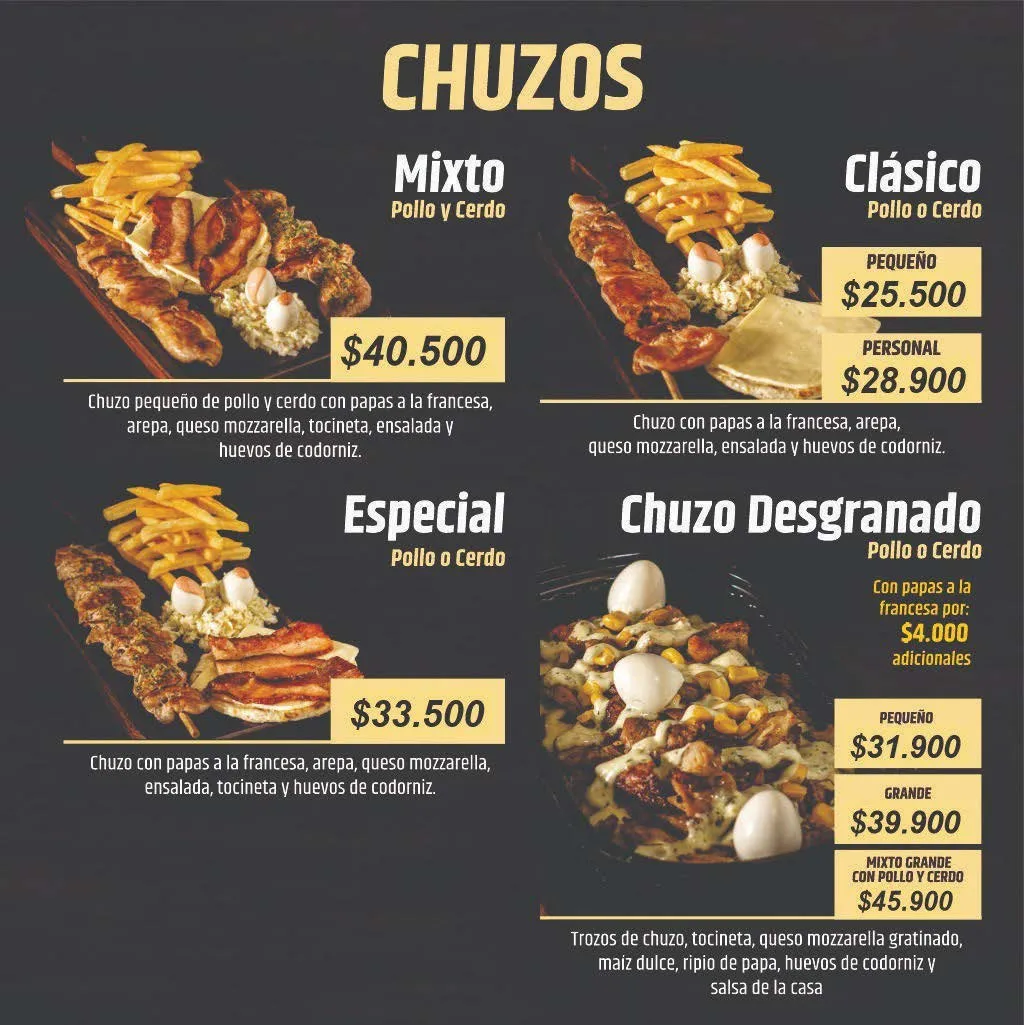 CHUZOS
Mixto
Pollo y Cerdo
$40.500
Chuzo pequeño de pollo y cerdo con papas a la francesa,
arepa, queso mozzarella, tocineta, ensalada y
huevos de codorniz.
Clásico
Pollo o Cerdo
PEQUEÑO
$25.500
PERSONAL
$28.900
Chuzo con papas a la francesa, arepa,
queso mozzarella, ensalada y huevos de codorniz.
Especial
Pollo o Cerdo
$33.500
Chuzo con papas a la francesa, arepa, queso mozzarella,
ensalada, tocineta y huevos de codorniz.
Chuzo Desgranado
Pollo o Cerdo
Con papas a la
francesa por:
$4.000
adicionales
PEQUEÑO
$31.900
GRANDE
$39.900
MIXTO GRANDE
CON POLLO Y CERDO
$45.900
Trozos de chuzo, tocineta, queso mozzarella gratinado,
maíz dulce, ripio de papa, huevos de codorniz y
salsa de la casa